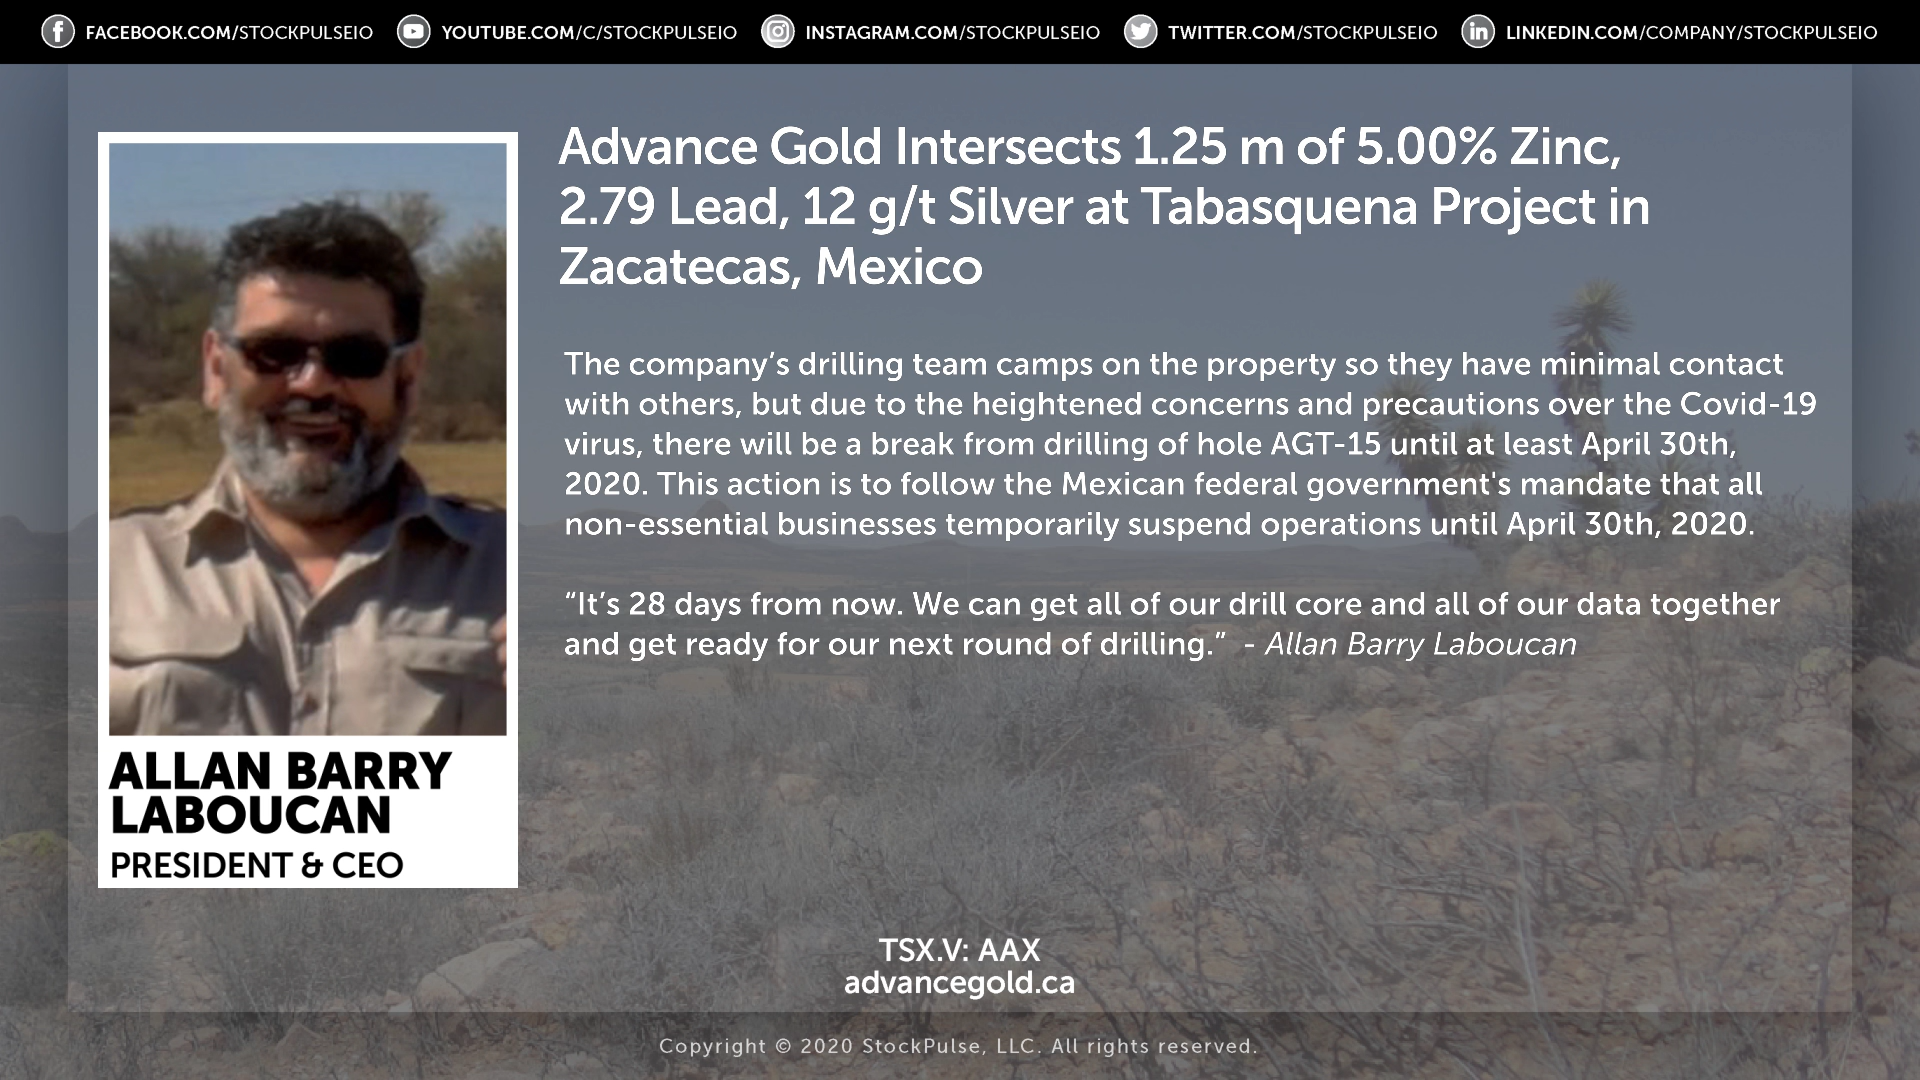 FACEBOOK.COM/STOCKPULSEIO YOUTUBE.COM/C/STOCKPULSEIO INSTAGRAM.COM/STOCKPULSEIO TWITTER.COM/STOCKPULSEIO LINKEDIN.COM/COMPANY/STOCKPULSEIO
Advance Gold Intersects 1.25 m of 5.00% Zinc,
2.79 Lead, 12 g/t Silver at Tabasquena Project in
Zacatecas, Mexico
The company’s drilling team camps on the property so they have minimal contact
with others, but due to the heightened concerns and precautions over the Covid-19
virus, there will be a break from drilling of hole AGT-15 until at least April 30th,
2020. This action is to follow the Mexican federal government's mandate that all
non-essential businesses temporarily suspend operations until April 30th, 2020.
“It’s 28 days from now. We can get all of our drill core and all of our data together
and get ready for our next round of drilling.” - Allan Barry Laboucan
ALLAN BARRY
LABOUCAN
PRESIDENT & CEO
TSX.V: AAX
advancegold.ca
Copyright © 2020 StockPulse, LLC. All rights reserved.